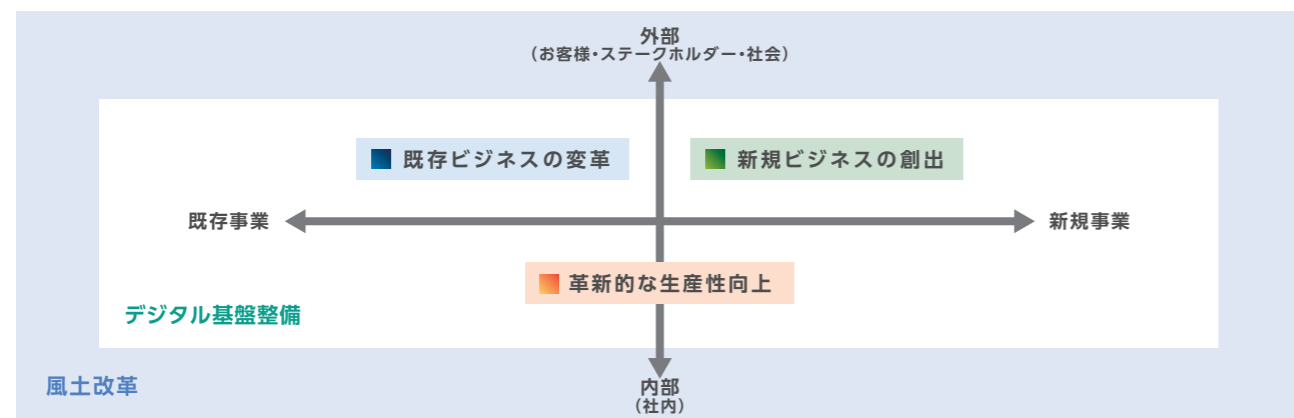 外部
（お客様・ステークホルダー・社会）
既存ビジネスの変革
新規ビジネスの創出
既存事業
新規事業
革新的な生産性向上
デジタル基盤整備
風土改革
内部
（社内）